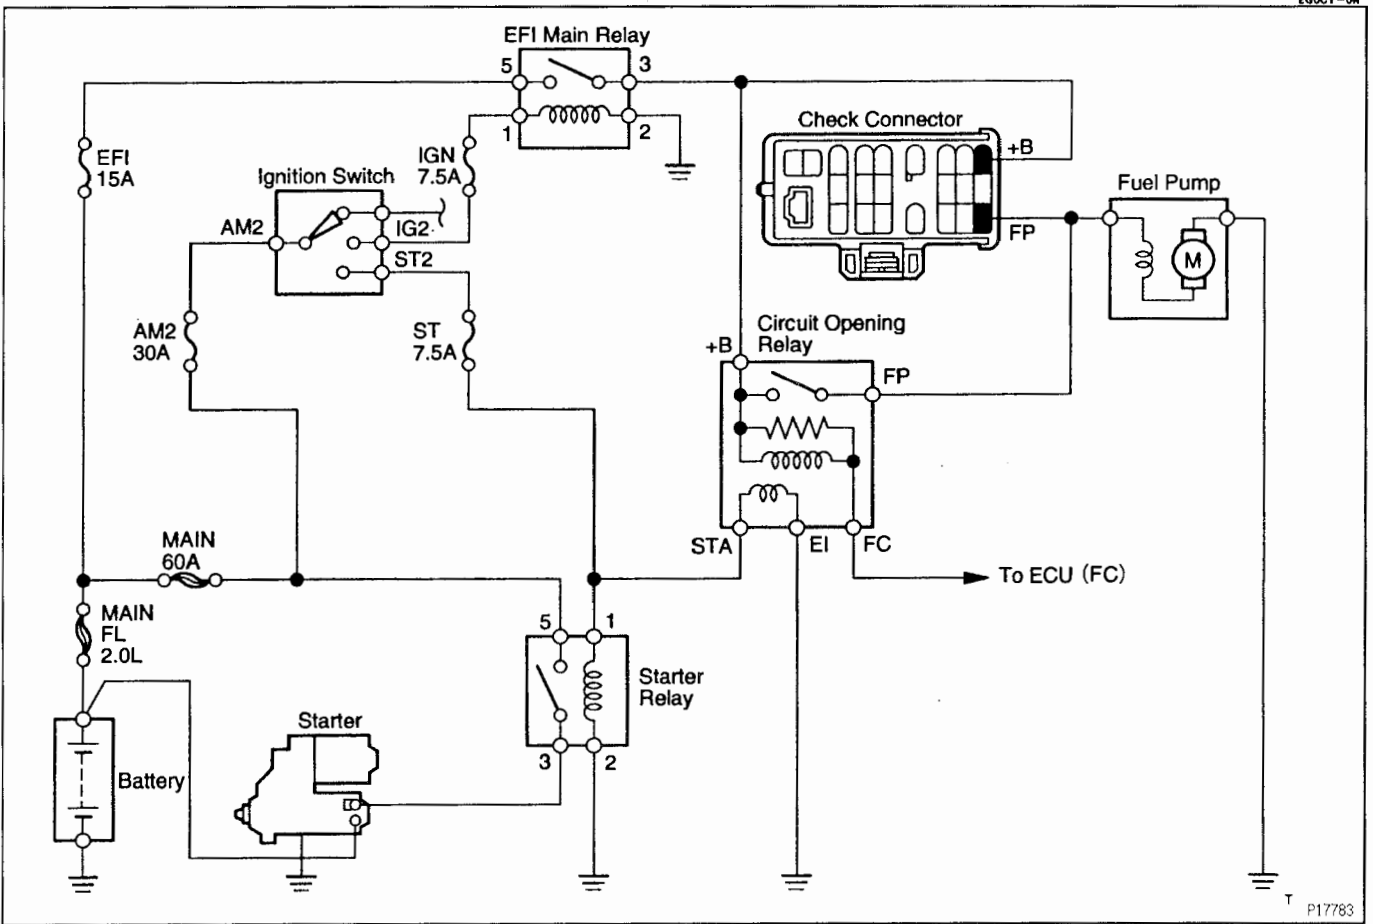 EFI Main Relay
5
3
1
2
Check Connector
+B
FP
EFI
15A
IGN
7.5A
Ignition Switch
AM2
IG2
ST2
Fuel Pump
M
AM2
30A
ST
7.5A
Circuit Opening
Relay
+B
FP
STA
EI
FC
To ECU (FC)
MAIN
60A
MAIN
FL
2.0L
5
1
Starter
Relay
3
2
Starter
Battery
T
P17783